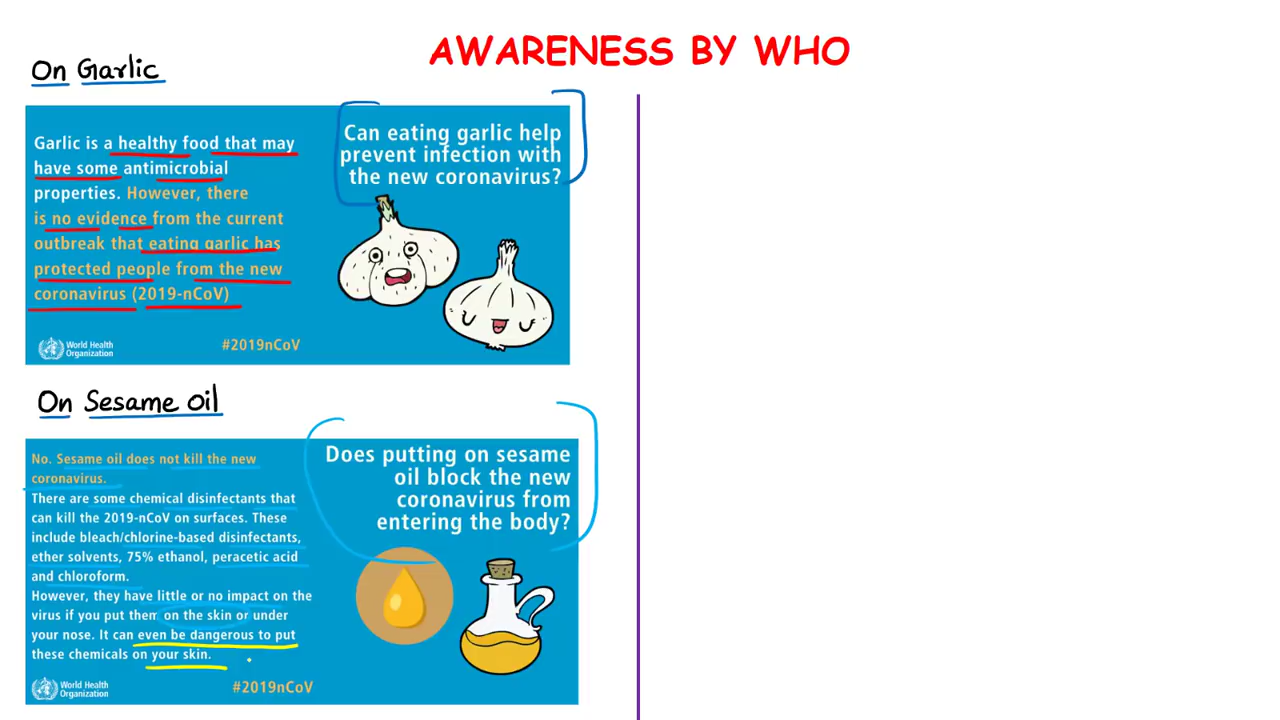 AWARENESS BY WHO
On Garlic
Garlic is a healthy food that may
have some antimicrobial
properties. However, there
is no evidence from the current
outbreak that eating garlic has
protected people from the new
coronavirus (2019-nCoV)
World Health
Organization
#2019nCoV
Can eating garlic help
prevent infection with
the new coronavirus?
On Sesame Oil
No. Sesame oil does not kill the new
coronavirus.
There are some chemical disinfectants that
can kill the 2019-nCoV on surfaces. These
include bleach/chlorine-based disinfectants,
ether solvents, 75% ethanol, peracetic acid
and chloroform.
However, they have little or no impact on the
virus if you put them on the skin or under
your nose. It can even be dangerous to put
these chemicals on your skin.
World Health
Organization
#2019nCoV
Does putting on sesame
oil block the new
coronavirus from
entering the body?